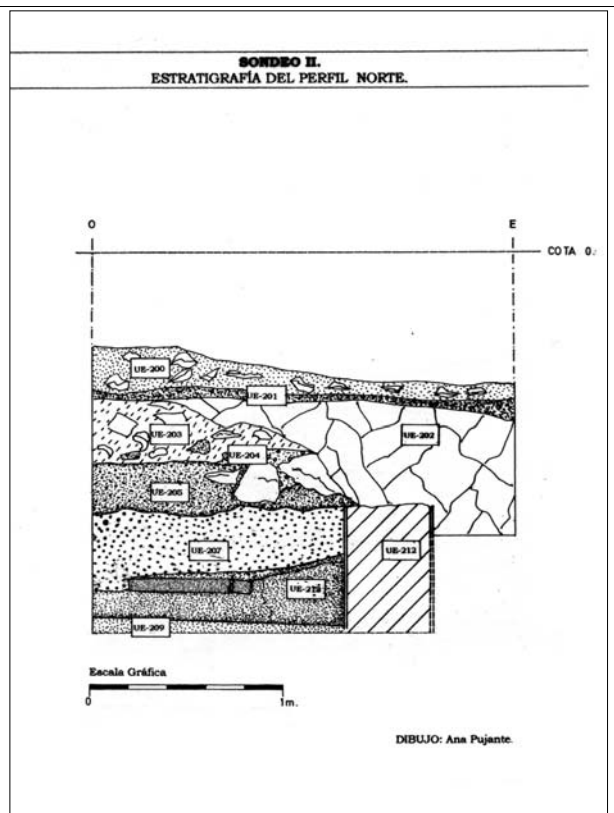 SONDEO II.
ESTRATIGRAFÍA DEL PERFIL NORTE.
O
E
COTA 0.
UE-200
UE-201
UE-203
UE-202
UE-204
UE-205
UE-207
UE-212
UE-209
Escala Gráfica
0
1m.
DIBUJO: Ana Pujante.